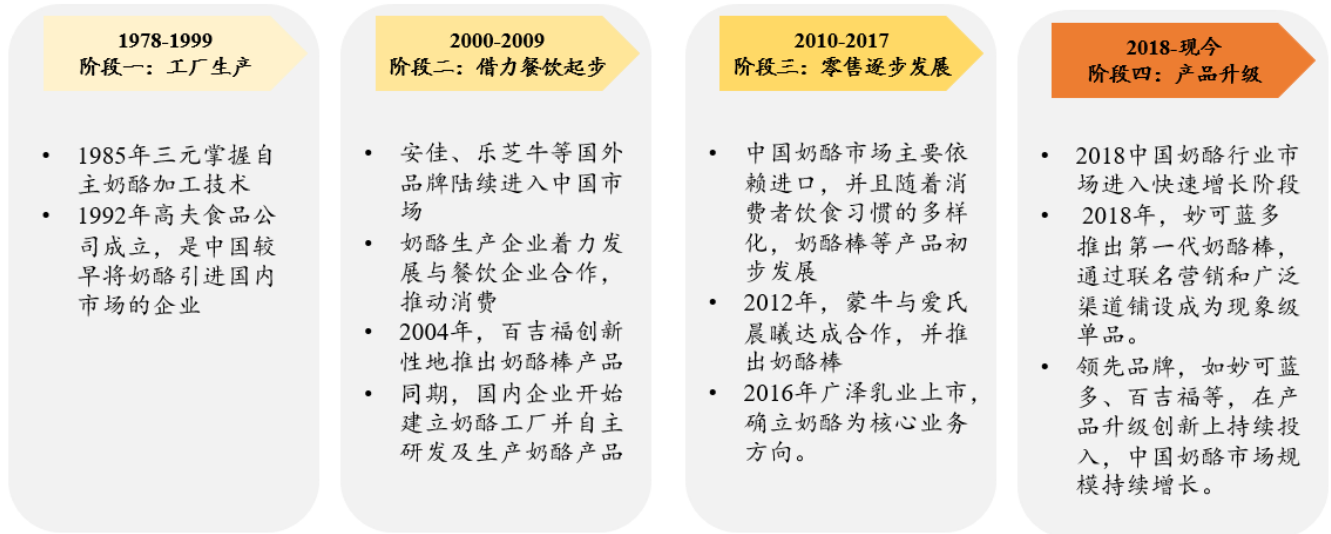 1978-1999
阶段一：工厂生产
• 1985年三元掌握自
主奶酪加工技术
• 1992年高夫食品公
司成立，是中国较
早将奶酪引进国内
市场的企业
2000-2009
阶段二：借力餐饮起步
• 安佳、乐芝牛等国外
品牌陆续进入中国市
场
• 奶酪生产企业着力发
展与餐饮企业合作，
推动消费
• 2004年，百吉福创新
性地推出奶酪棒产品
• 同期，国内企业开始
建立奶酪工厂并自主
研发及生产奶酪产品
2010-2017
阶段三：零售逐步发展
• 中国奶酪市场主要依
赖进口，并且随着消
费者饮食习惯的多样
化，奶酪棒等产品初
步发展
• 2012年，蒙牛与爱氏
晨曦达成合作，并推
出奶酪棒
• 2016年广泽乳业上市，
确立奶酪为核心业务
方向。
2018-现今
阶段四：产品升级
• 2018中国奶酪行业市
场进入快速增长阶段
• 2018年，妙可蓝多
推出第一代奶酪棒，
通过联名营销和广泛
渠道铺设成为现象级
单品。
• 领先品牌，如妙可蓝
多、百吉福等，在产
品升级创新上持续投
入，中国奶酪市场规
模持续增长。